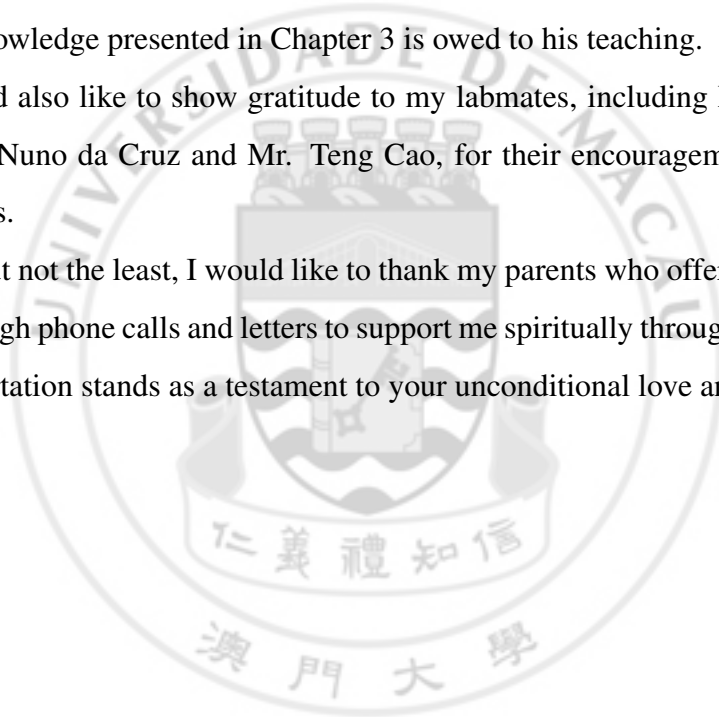 owledge presented in Chapter 3 is owed to his teaching.
d also like to show gratitude to my labmates, including
Nuno da Cruz and Mr. Teng Cao, for their encouragem
s.
t not the least, I would like to thank my parents who offer
gh phone calls and letters to support me spiritually throug
tation stands as a testament to your unconditional love a
UNIVERSIDADE DE MACAU
仁義禮知信
澳門大學